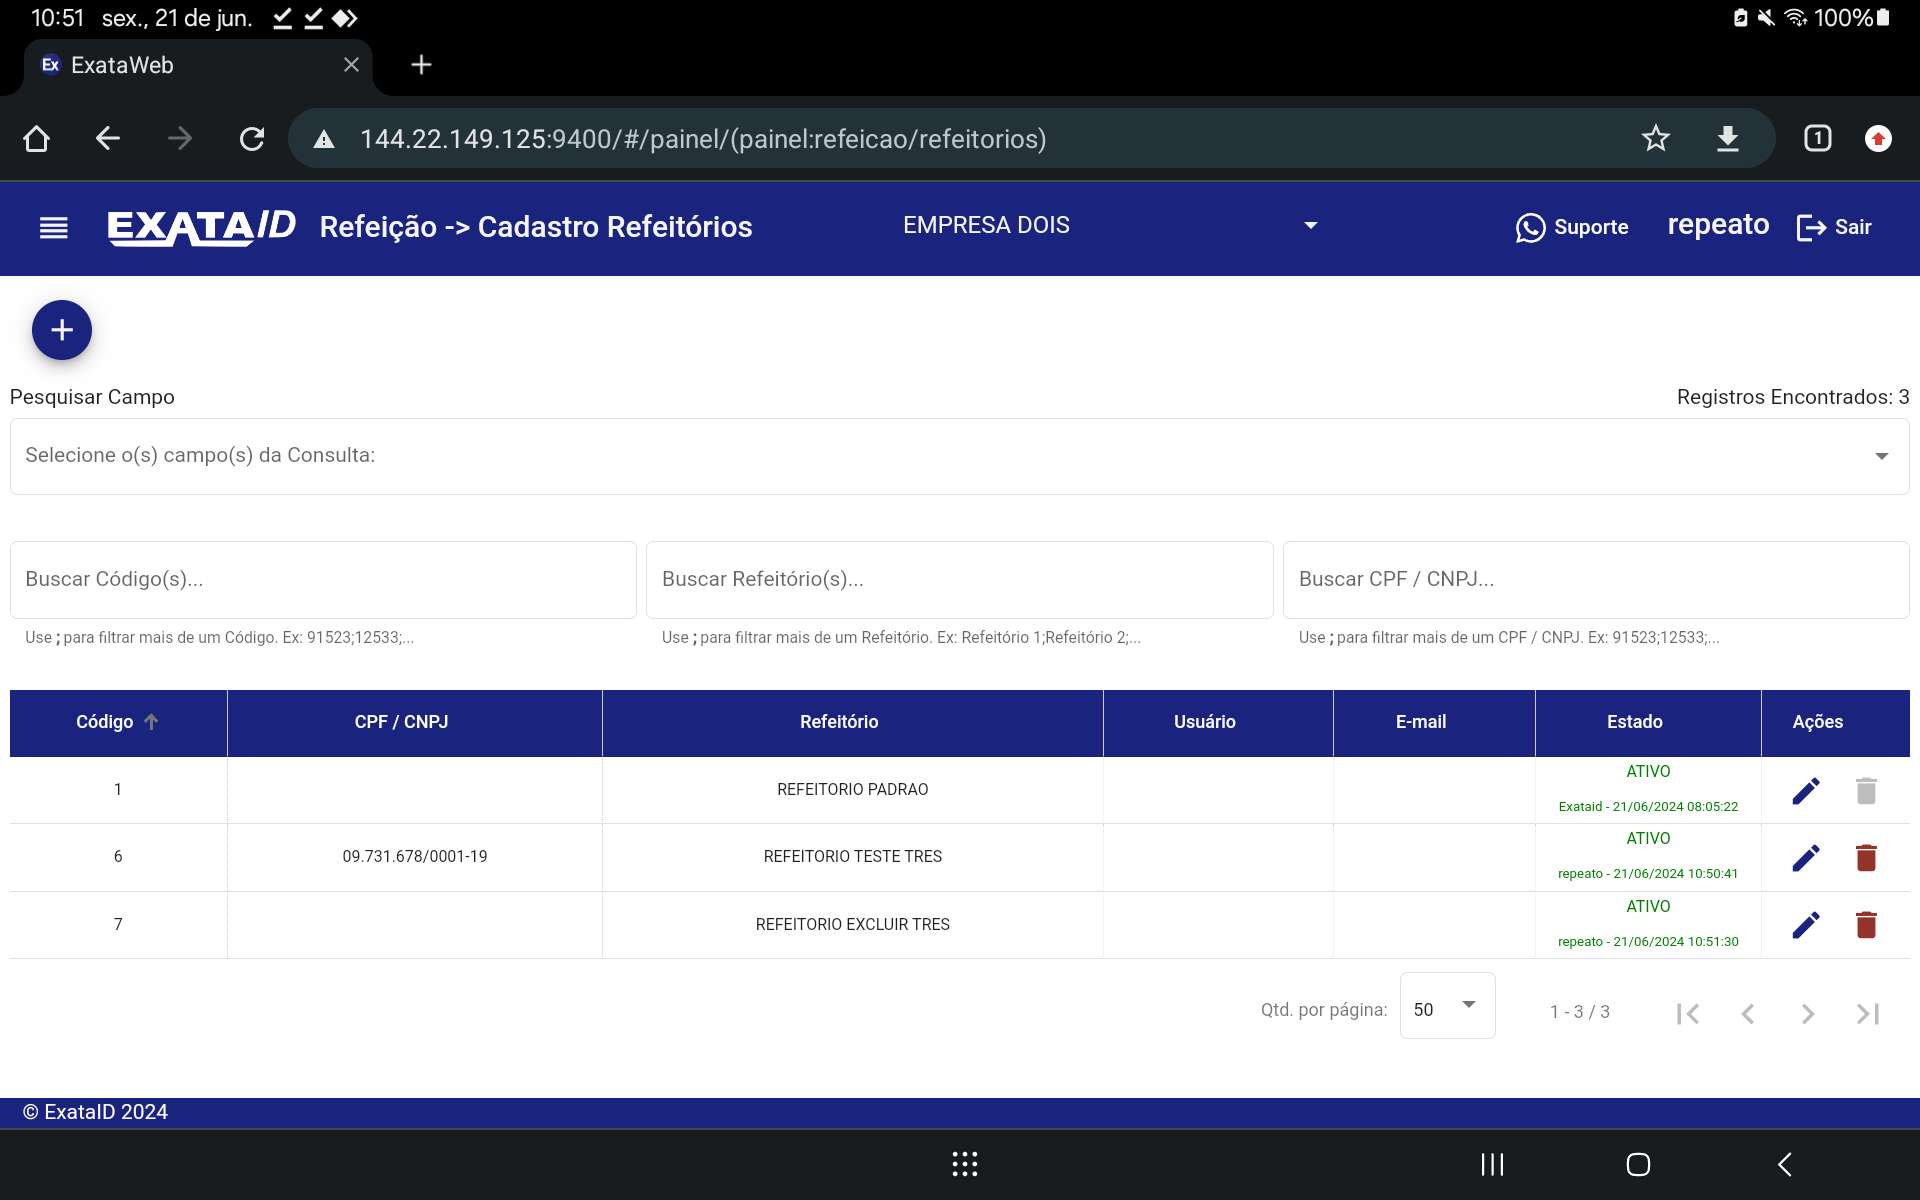 10:51 sex., 21 de jun. 100%
Ex ExataWeb
144.22.149.125:9400/#/painel/(painel:refeicao/refeitorios) 1
EXATAID Refeição -> Cadastro Refeitórios EMPRESA DOIS Suporte repeato Sair
+
Pesquisar Campo Registros Encontrados: 3
Selecione o(s) campo(s) da Consulta:
Buscar Código(s)... Buscar Refeitório(s)... Buscar CPF / CNPJ...
Use ; para filtrar mais de um Código. Ex: 91523;12533;... Use ; para filtrar mais de um Refeitório. Ex: Refeitório 1;Refeitório 2;... Use ; para filtrar mais de um CPF / CNPJ. Ex: 91523;12533;...
Código CPF / CNPJ Refeitório Usuário E-mail Estado Ações
1 REFEITORIO PADRAO ATIVO
Exataid - 21/06/2024 08:05:22
6 09.731.678/0001-19 REFEITORIO TESTE TRES ATIVO
repeato - 21/06/2024 10:50:41
7 REFEITORIO EXCLUIR TRES ATIVO
repeato - 21/06/2024 10:51:30
Qtd. por página: 50 1 - 3 / 3
© ExataID 2024